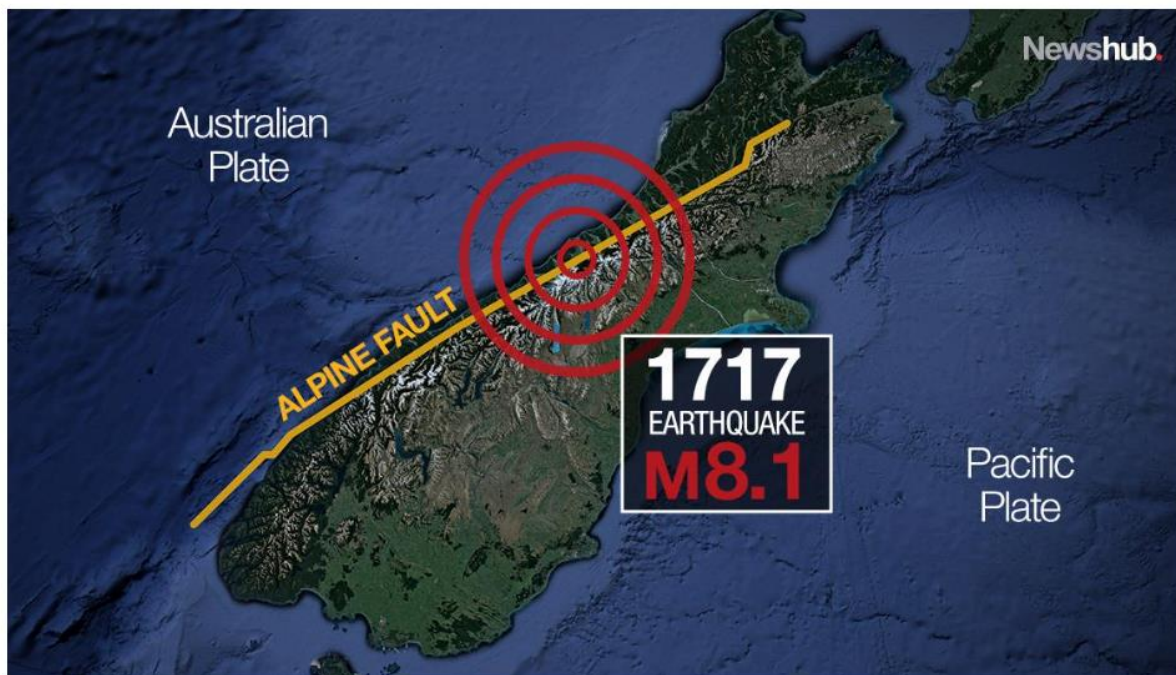 Newshub.
Australian
Plate
ALPINE FAULT
1717
EARTHQUAKE
M8.1
Pacific
Plate